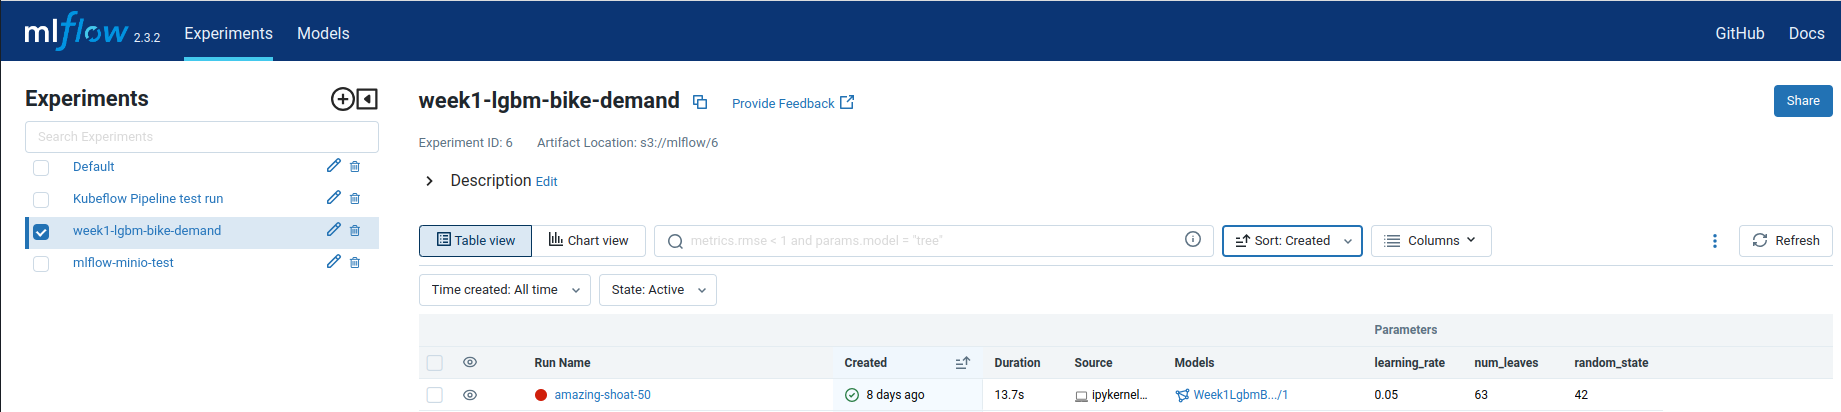 mlflow 2.3.2 Experiments Models GitHub Docs
Experiments
Search Experiments
Default
Kubeflow Pipeline test run
week1-lgbm-bike-demand
mlflow-minio-test
week1-lgbm-bike-demand Provide Feedback Share
Experiment ID: 6 Artifact Location: s3://mlflow/6
Description Edit
Table view Chart view metrics.rmse < 1 and params.model = "tree" Sort: Created Columns Refresh
Time created: All time State: Active
Parameters
Run Name Created Duration Source Models learning_rate num_leaves random_state
amazing-shoat-50 8 days ago 13.7s ipykernel... Week1LgbmB.../1 0.05 63 42